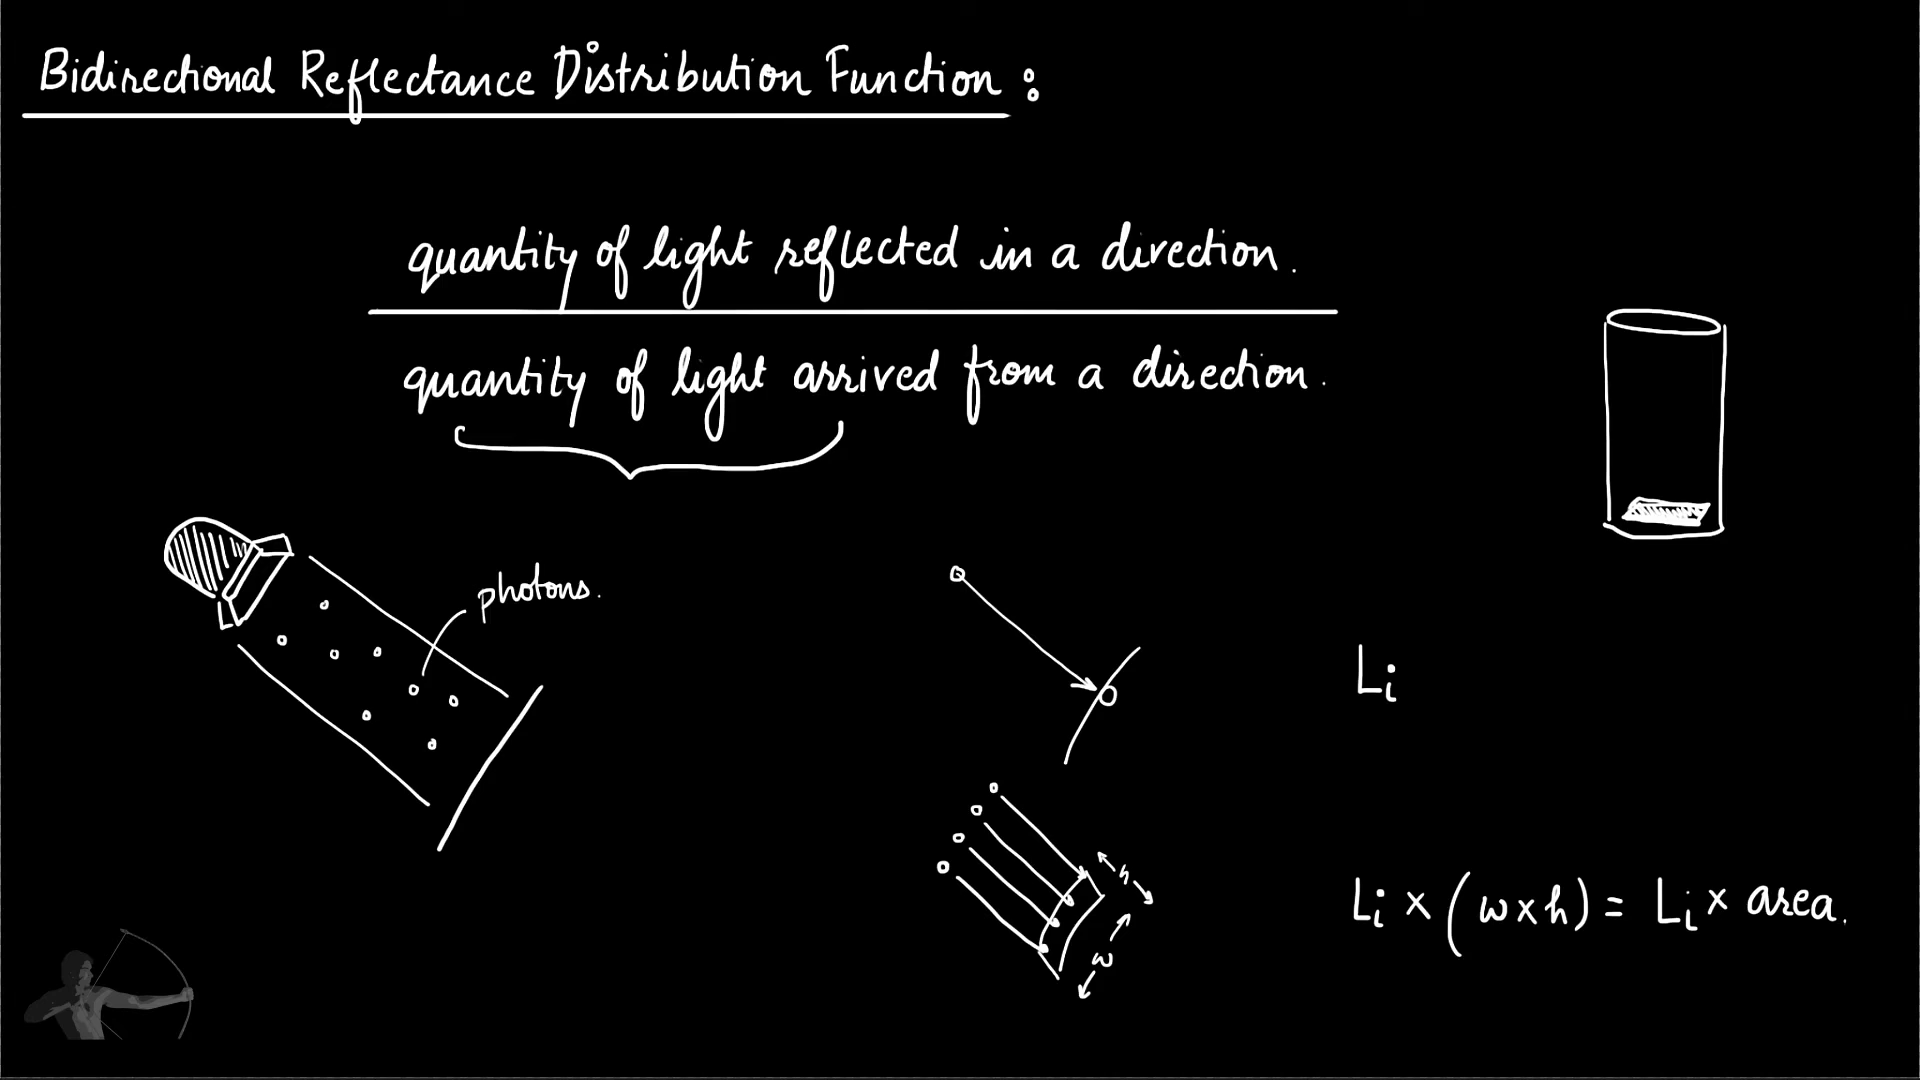 Bidirectional Reflectance Distribution Function :
quantity of light reflected in a direction.
quantity of light arrived from a direction.
photons.
Li
h
w
Li × (w × h) = Li × area.